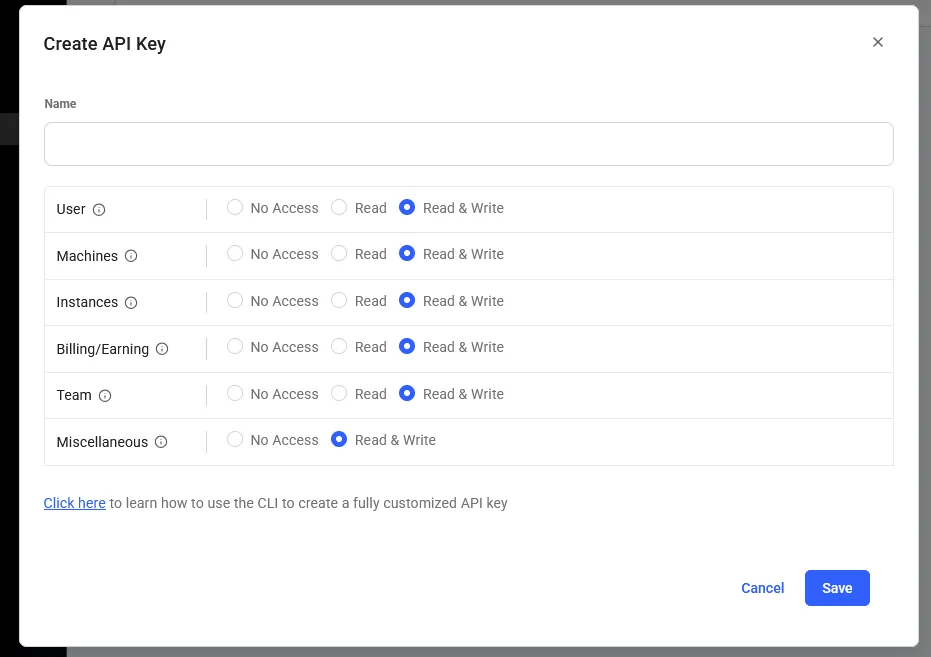 Create API Key
Name
User No Access Read Read & Write
Machines No Access Read Read & Write
Instances No Access Read Read & Write
Billing/Earning No Access Read Read & Write
Team No Access Read Read & Write
Miscellaneous No Access Read & Write
Click here to learn how to use the CLI to create a fully customized API key
Cancel Save